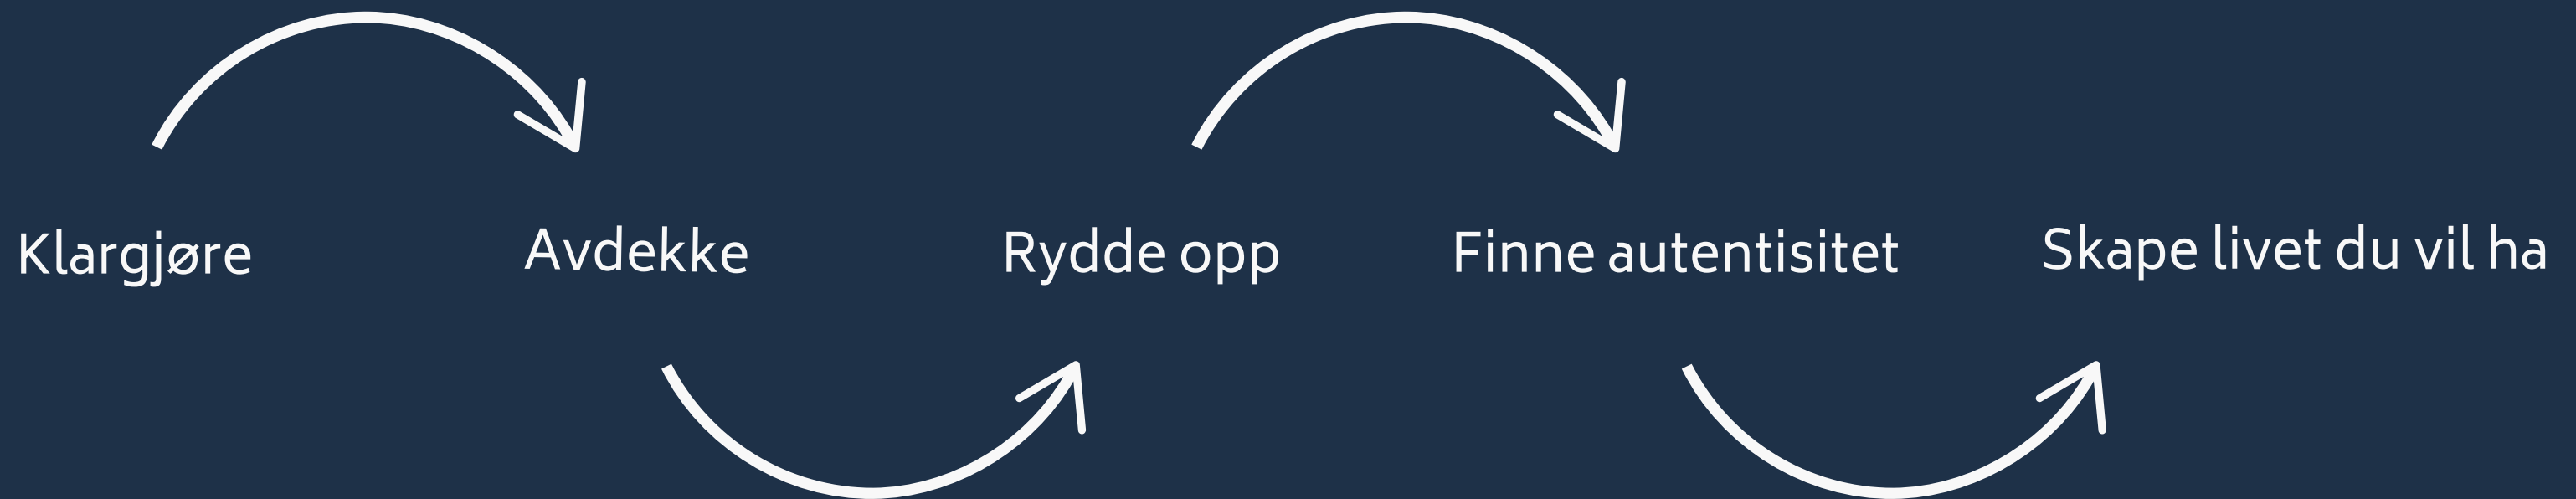 Klargjøre
Avdekke
Rydde opp
Finne autentisitet
Skape livet du vil ha